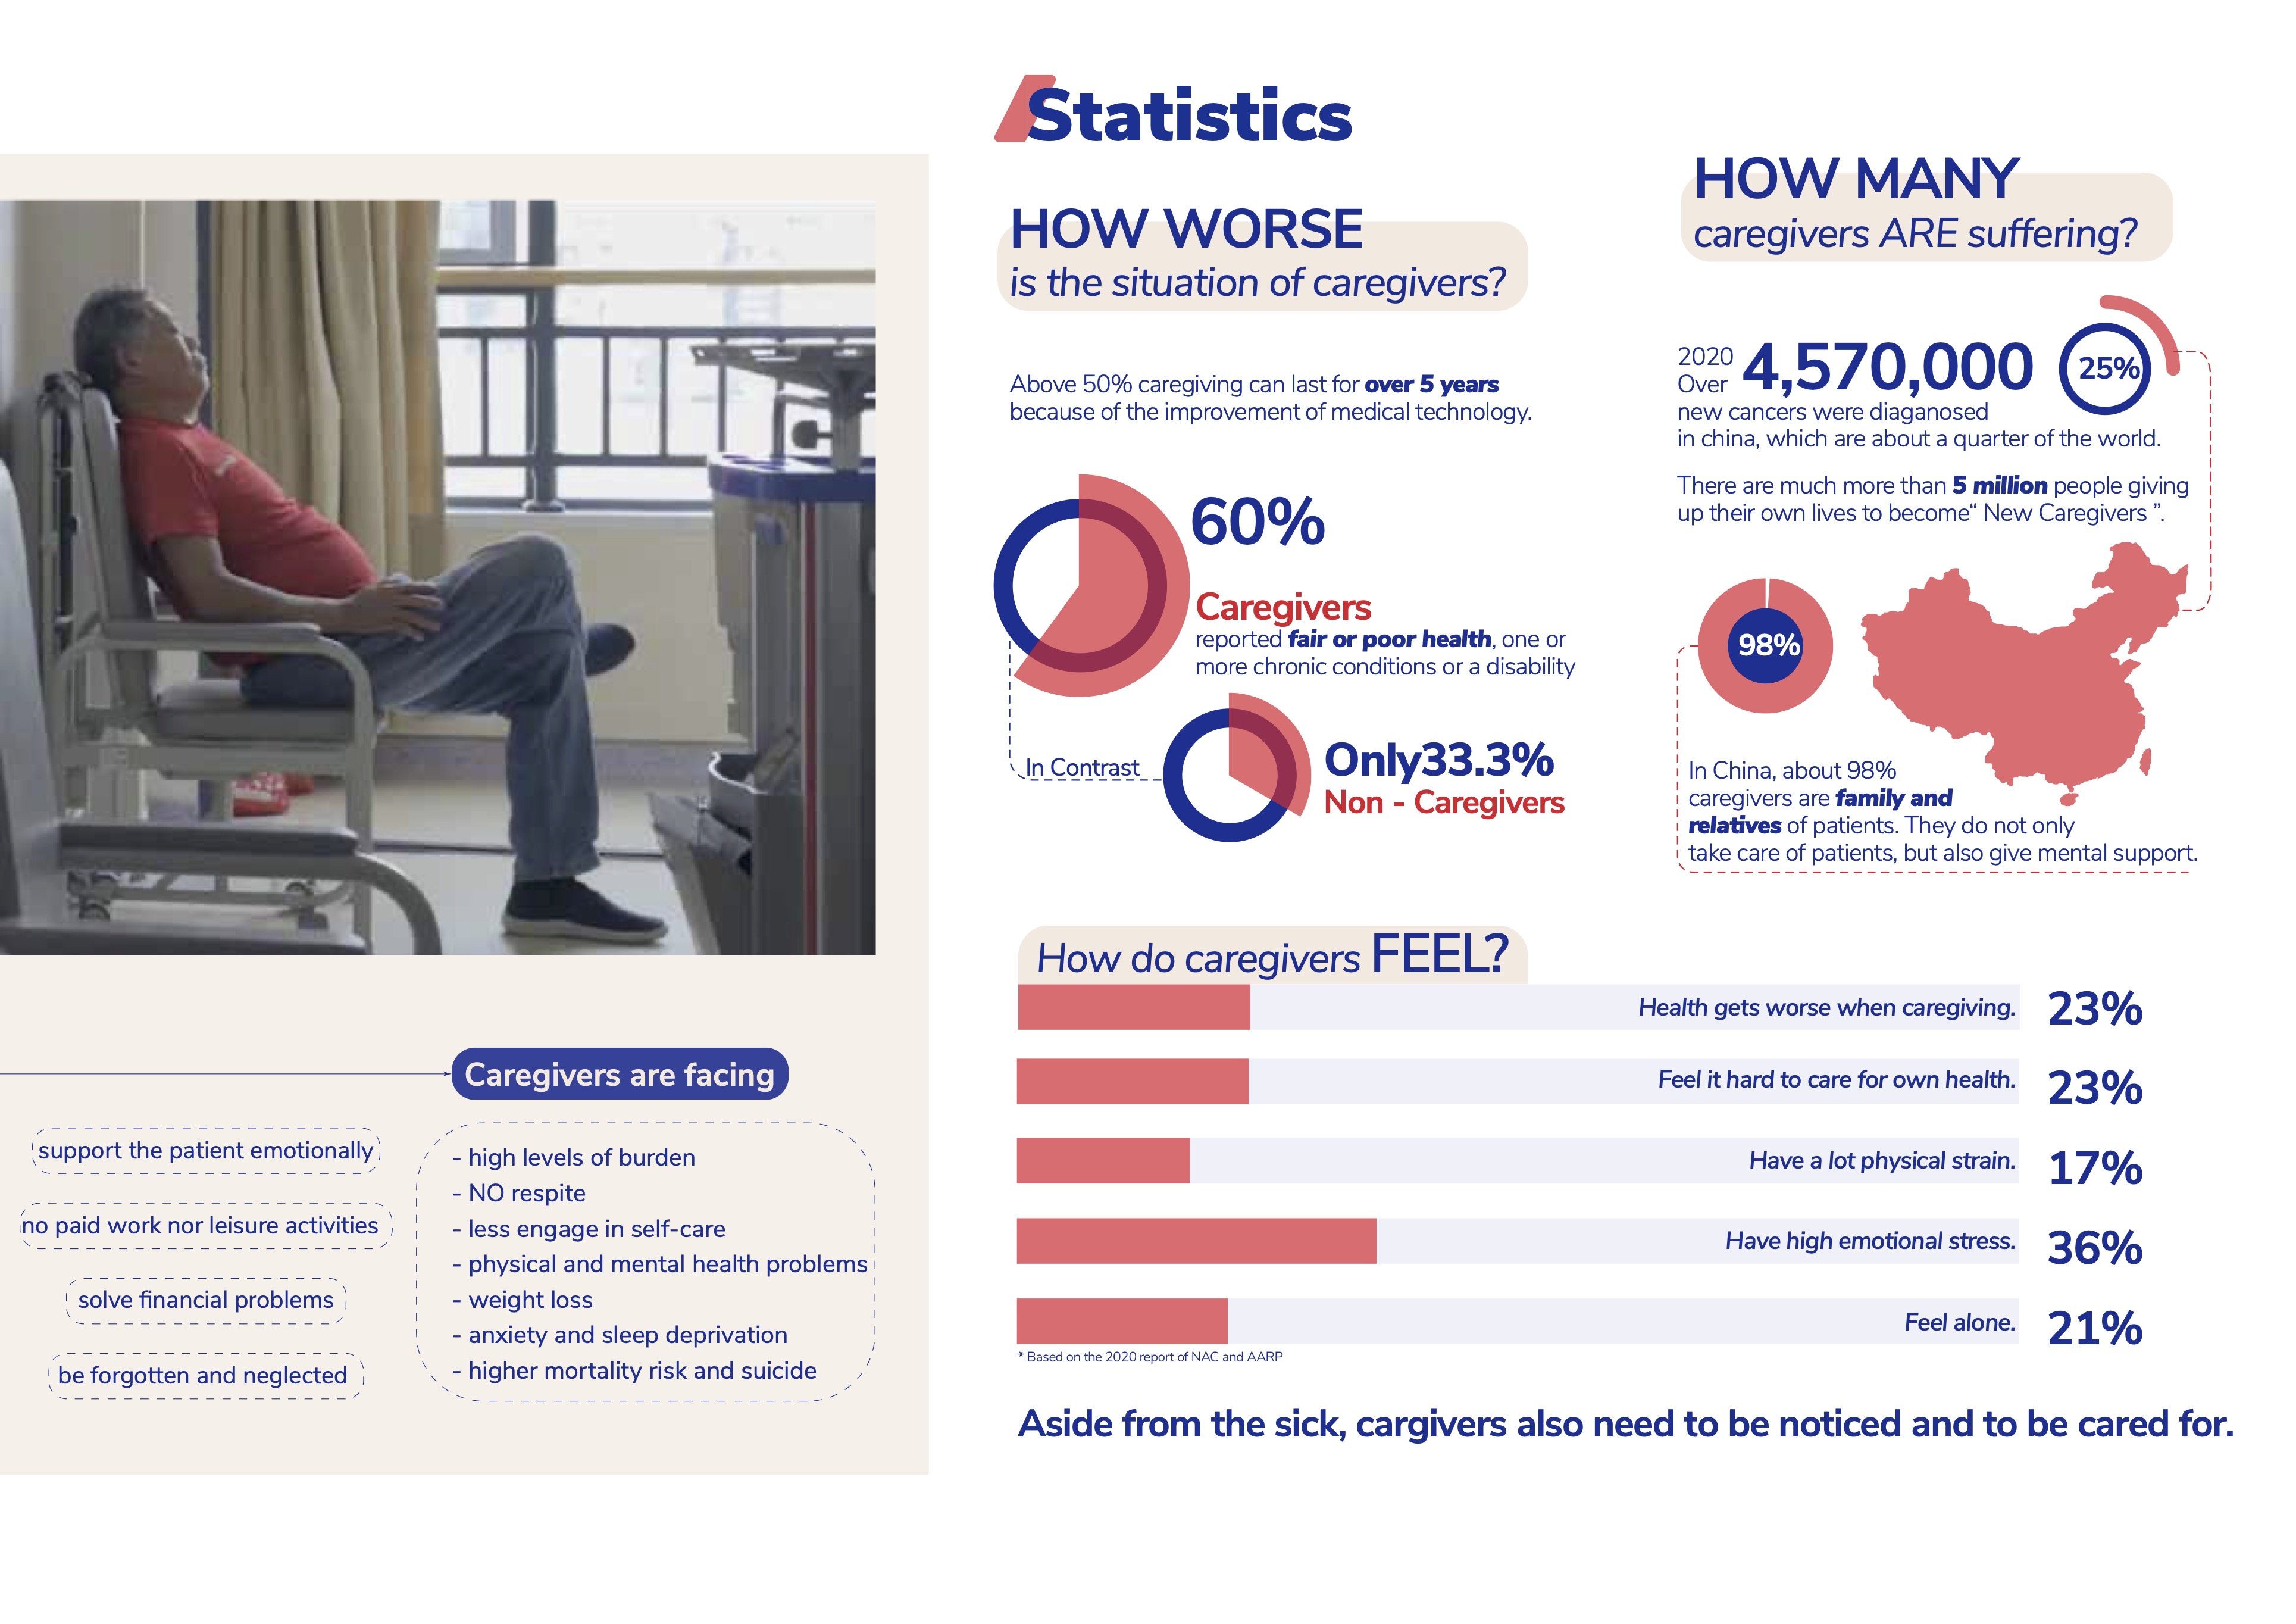 Caregivers are facing
support the patient emotionally
no paid work nor leisure activities
solve financial problems
be forgotten and neglected
- high levels of burden
- NO respite
- less engage in self-care
- physical and mental health problems
- weight loss
- anxiety and sleep deprivation
- higher mortality risk and suicide
Statistics
HOW WORSE
is the situation of caregivers?
Above 50% caregiving can last for over 5 years
because of the improvement of medical technology.
60%
Caregivers
reported fair or poor health, one or
more chronic conditions or a disability
In Contrast
Only33.3%
Non - Caregivers
HOW MANY
caregivers ARE suffering?
2020
Over 4,570,000
25%
new cancers were diaganosed
in china, which are about a quarter of the world.
There are much more than 5 million people giving
up their own lives to become“ New Caregivers ”.
98%
In China, about 98%
caregivers are family and
relatives of patients. They do not only
take care of patients, but also give mental support.
How do caregivers FEEL?
Health gets worse when caregiving. 23%
Feel it hard to care for own health. 23%
Have a lot physical strain. 17%
Have high emotional stress. 36%
Feel alone. 21%
* Based on the 2020 report of NAC and AARP
Aside from the sick, cargivers also need to be noticed and to be cared for.